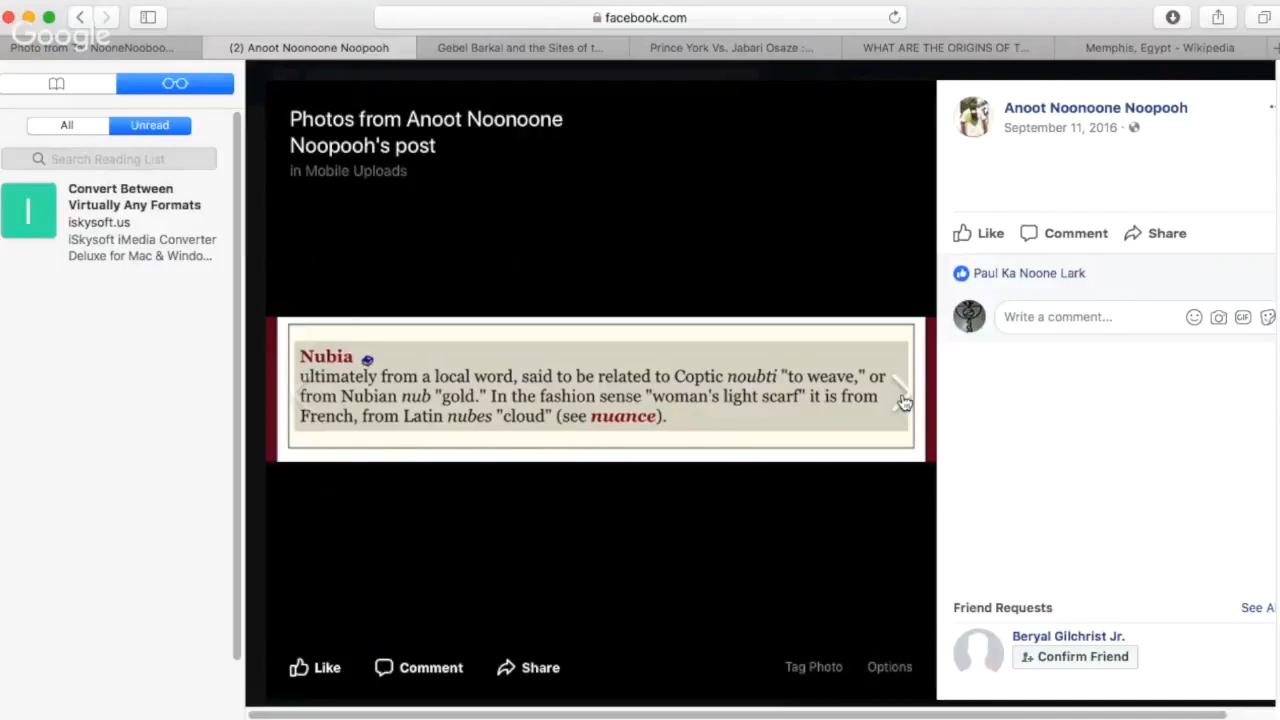 facebook.com
Google
Photo from
NooneNooboo...
(2) Anoot Noonoone Noopooh
Gebel Barkal and the Sites of t...
Prince York Vs. Jabari Osaze :...
WHAT ARE THE ORIGINS OF T...
Memphis, Egypt - Wikipedia
All
Unread
Search Reading List
I
Convert Between
Virtually Any Formats
iskysoft.us
iSkysoft iMedia Converter
Deluxe for Mac & Windo...
Photos from Anoot Noonoone
Noopooh's post
in Mobile Uploads
Nubia
ultimately from a local word, said to be related to Coptic noubti "to weave," or
from Nubian nub "gold." In the fashion sense "woman's light scarf" it is from
French, from Latin nubes "cloud" (see nuance).
Like
Comment
Share
Tag Photo
Options
Anoot Noonoone Noopooh
September 11, 2016 ·
Like
Comment
Share
Paul Ka Noone Lark
Write a comment...
GIF
Friend Requests
See A
Beryal Gilchrist Jr.
Confirm Friend